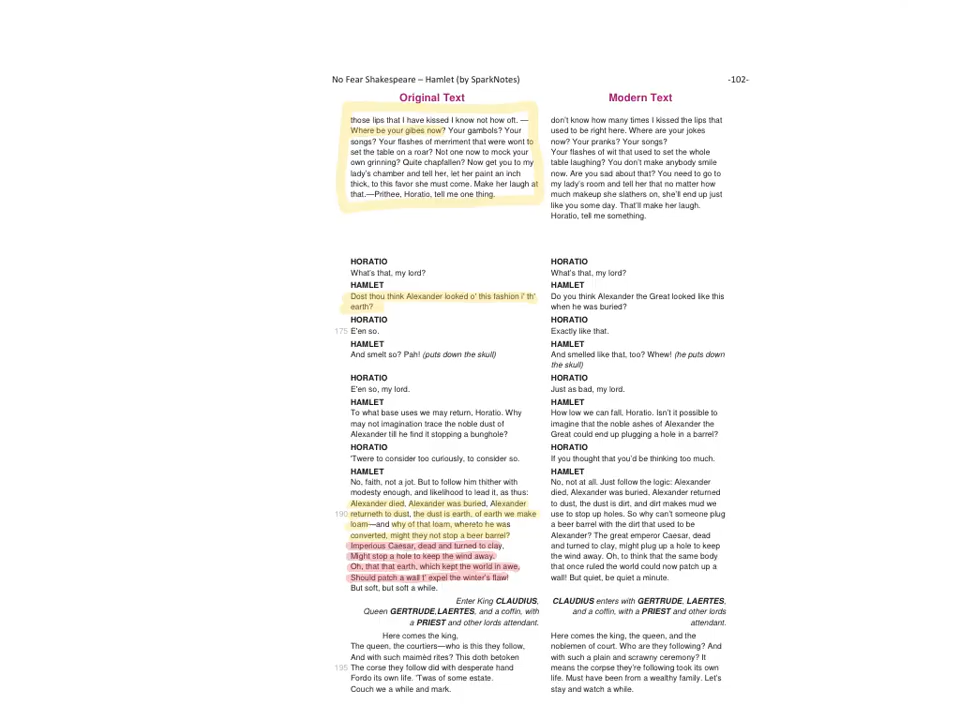 No Fear Shakespeare – Hamlet (by SparkNotes) -102-
Original Text
those lips that I have kissed I know not how oft. —
Where be your gibes now? Your gambols? Your
songs? Your flashes of merriment that were wont to
set the table on a roar? Not one now to mock your
own grinning? Quite chapfallen? Now get you to my
lady's chamber and tell her, let her paint an inch
thick, to this favor she must come. Make her laugh at
that.—Prithee, Horatio, tell me one thing.
HORATIO
What's that, my lord?
HAMLET
Dost thou think Alexander looked o' this fashion i' th'
earth?
HORATIO
175 E'en so.
HAMLET
And smelt so? Pah! (puts down the skull)
HORATIO
E'en so, my lord.
HAMLET
To what base uses we may return, Horatio. Why
may not imagination trace the noble dust of
Alexander till he find it stopping a bunghole?
HORATIO
'Twere to consider too curiously, to consider so.
HAMLET
No, faith, not a jot. But to follow him thither with
modesty enough, and likelihood to lead it, as thus:
Alexander died, Alexander was buried, Alexander
190 returneth to dust, the dust is earth, of earth we make
loam—and why of that loam, whereto he was
converted, might they not stop a beer barrel?
Imperious Caesar, dead and turned to clay,
Might stop a hole to keep the wind away.
Oh, that that earth, which kept the world in awe,
Should patch a wall t' expel the winter's flaw!
But soft, but soft a while.
Enter King CLAUDIUS,
Queen GERTRUDE,LAERTES, and a coffin, with
a PRIEST and other lords attendant.
Here comes the king,
The queen, the courtiers—who is this they follow,
And with such maimèd rites? This doth betoken
195 The corse they follow did with desperate hand
Fordo its own life. 'Twas of some estate.
Couch we a while and mark.
Modern Text
don't know how many times I kissed the lips that
used to be right here. Where are your jokes
now? Your pranks? Your songs?
Your flashes of wit that used to set the whole
table laughing? You don't make anybody smile
now. Are you sad about that? You need to go to
my lady's room and tell her that no matter how
much makeup she slathers on, she'll end up just
like you some day. That'll make her laugh.
Horatio, tell me something.
HORATIO
What's that, my lord?
HAMLET
Do you think Alexander the Great looked like this
when he was buried?
HORATIO
Exactly like that.
HAMLET
And smelled like that, too? Whew! (he puts down
the skull)
HORATIO
Just as bad, my lord.
HAMLET
How low we can fall, Horatio. Isn't it possible to
imagine that the noble ashes of Alexander the
Great could end up plugging a hole in a barrel?
HORATIO
If you thought that you'd be thinking too much.
HAMLET
No, not at all. Just follow the logic: Alexander
died, Alexander was buried, Alexander returned
to dust, the dust is dirt, and dirt makes mud we
use to stop up holes. So why can't someone plug
a beer barrel with the dirt that used to be
Alexander? The great emperor Caesar, dead
and turned to clay, might plug up a hole to keep
the wind away. Oh, to think that the same body
that once ruled the world could now patch up a
wall! But quiet, be quiet a minute.
CLAUDIUS enters with GERTRUDE, LAERTES,
and a coffin, with a PRIEST and other lords
attendant.
Here come the king, the queen, and the
noblemen of court. Who are they following? And
with such a plain and scrawny ceremony? It
means the corpse they're following took its own
life. Must have been from a wealthy family. Let's
stay and watch a while.